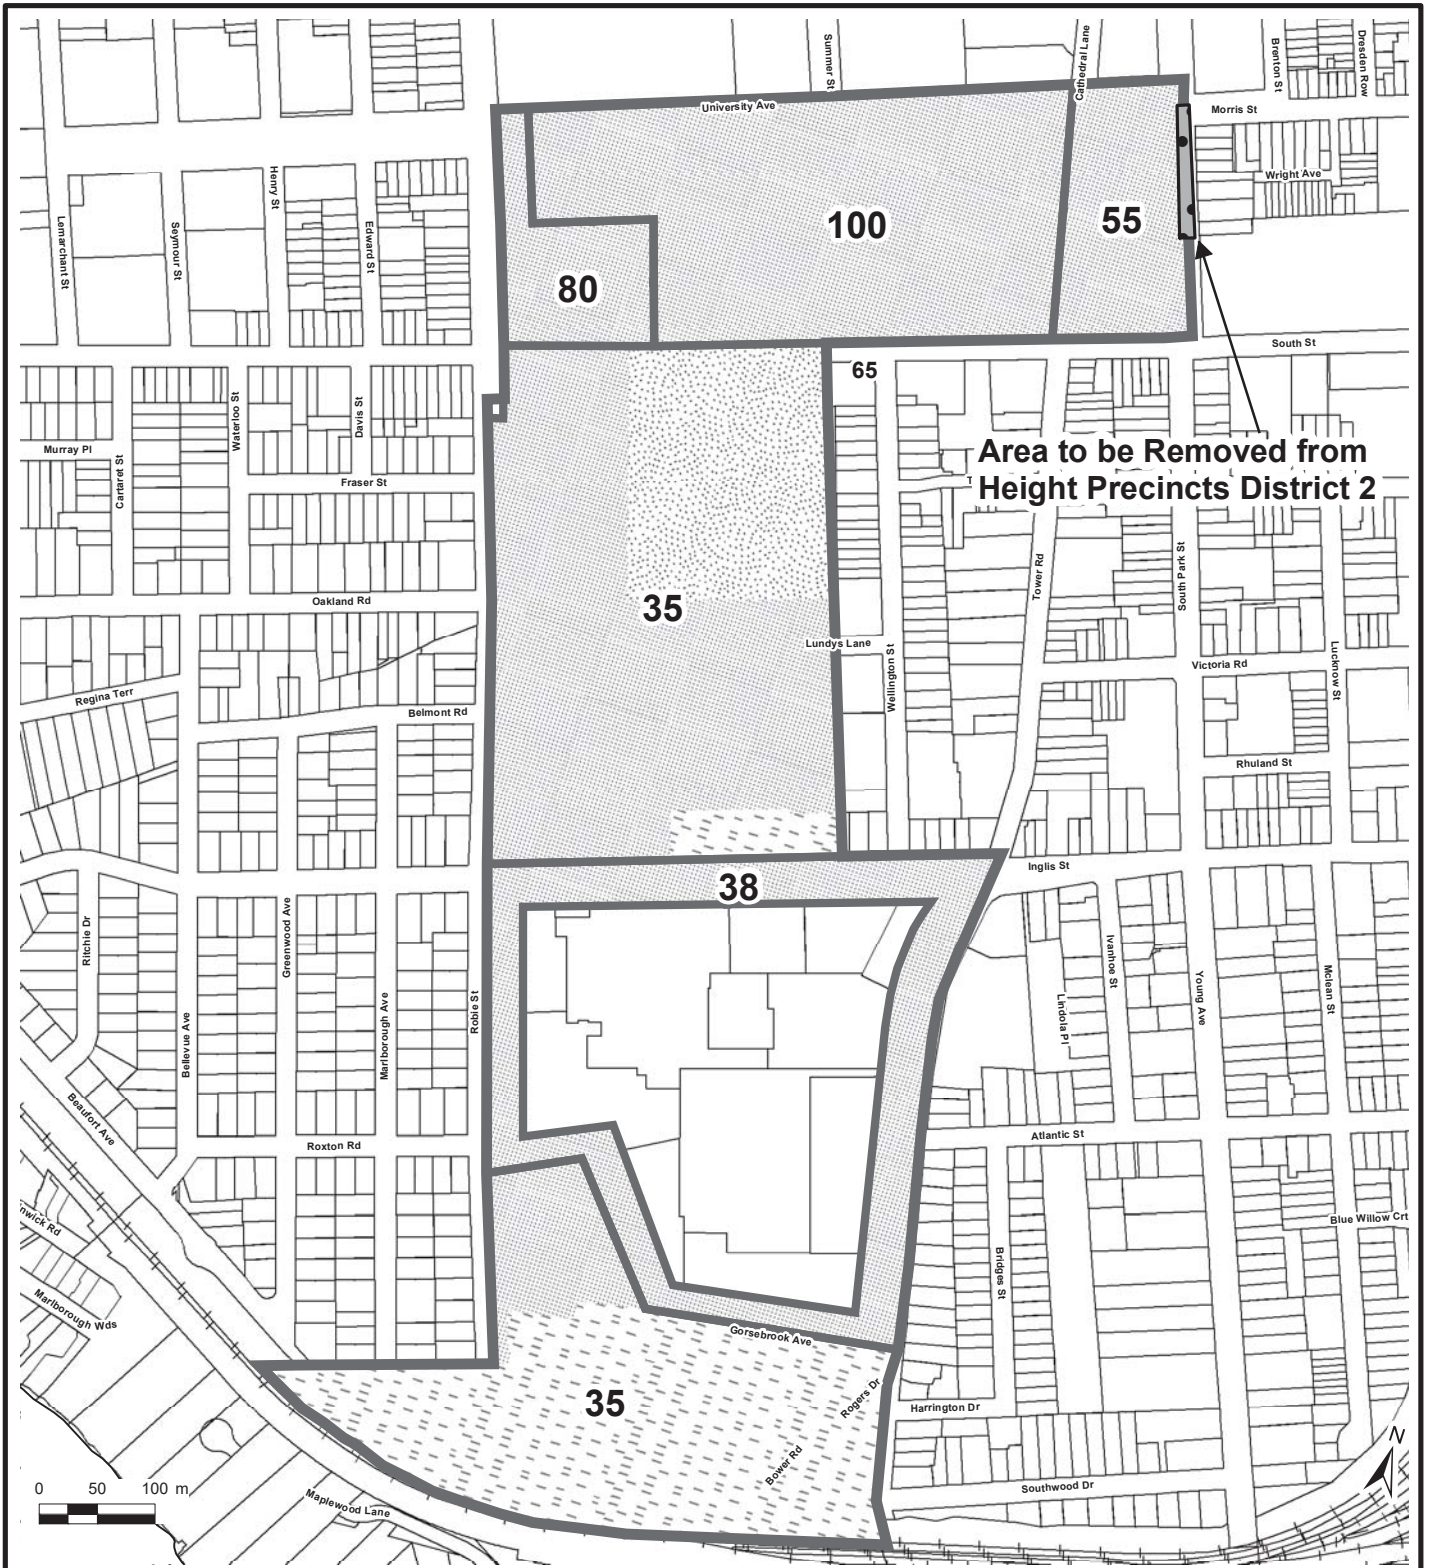 Summer St
Cathedral Lane
Brenton St
Dresden Row
University Ave
Morris St
Wright Ave
Henry St
Lemarchant St
Seymour St
Edward St
100
55
80
South St
65
Waterloo St
Davis St
Murray Pl
Cartaret St
Fraser St
Area to be Removed from
Height Precincts District 2
T
Tower Rd
South Park St
Oakland Rd
35
Lundys Lane
Wellington St
Victoria Rd
Lucknow St
Regina Terr
Belmont Rd
Rhuland St
Inglis St
38
Ritchie Dr
Greenwood Ave
Ivanhoe St
Mclean St
Young Ave
Lindola Pl
Robie St
Marlborough Ave
Bellevue Ave
Beaufort Ave
Roxton Rd
Atlantic St
nwick Rd
Blue Willow Crt
Bridges St
Marlborough Wds
Gorsebrook Ave
35
Rogers Dr
Harrington Dr
N
Bower Rd
0 50 100 m
Southwood Dr
Maplewood Lane